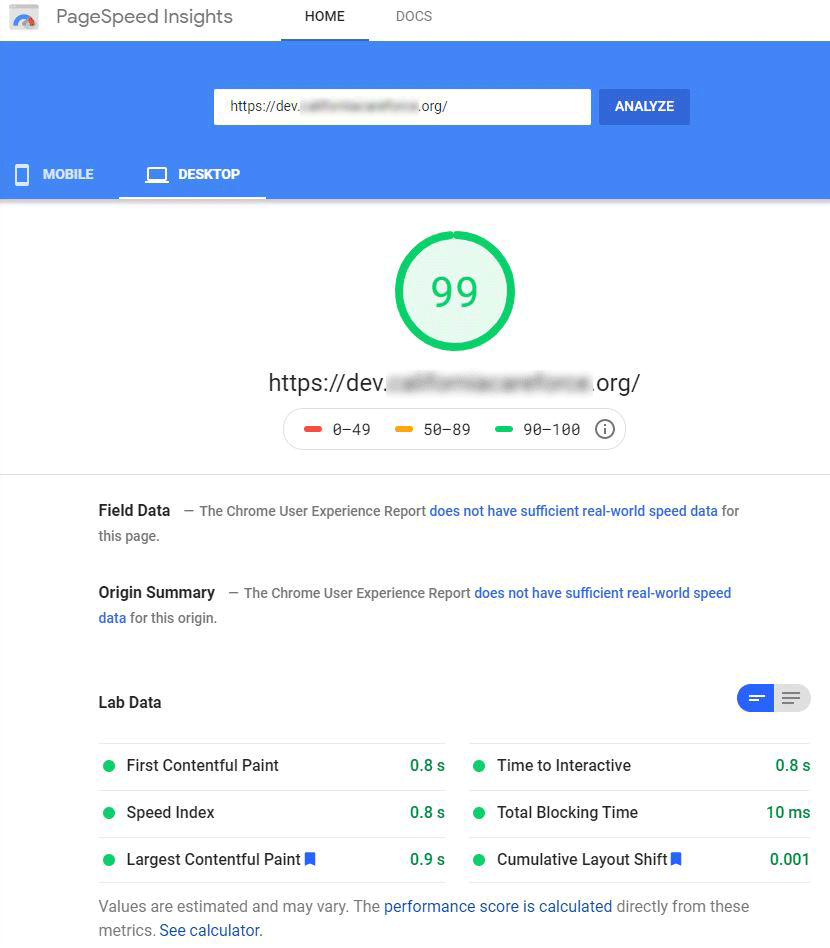 PageSpeed Insights HOME DOCS
https://dev. .org/ ANALYZE
MOBILE DESKTOP
99
https://dev. .org/
0–49 50–89 90–100
Field Data — The Chrome User Experience Report does not have sufficient real-world speed data for
this page.
Origin Summary — The Chrome User Experience Report does not have sufficient real-world speed
data for this origin.
Lab Data
First Contentful Paint 0.8 s Time to Interactive 0.8 s
Speed Index 0.8 s Total Blocking Time 10 ms
Largest Contentful Paint 0.9 s Cumulative Layout Shift 0.001
Values are estimated and may vary. The performance score is calculated directly from these
metrics. See calculator.